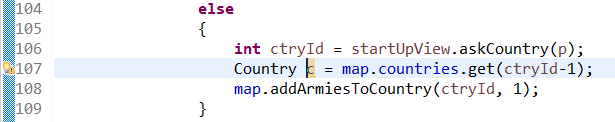 104 else
105 {
106 int ctryId = startUpView.askCountry(p);
107 Country c = map.countries.get(ctryId-1);
108 map.addArmiesToCountry(ctryId, 1);
109 }